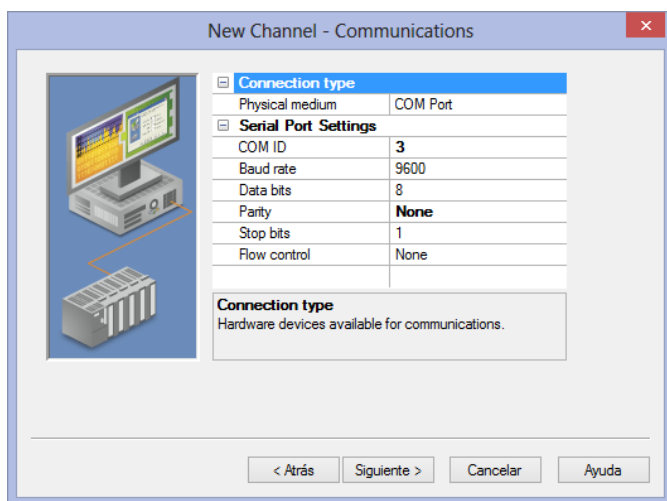 New Channel - Communications
Connection type
Physical medium COM Port
Serial Port Settings
COM ID 3
Baud rate 9600
Data bits 8
Parity None
Stop bits 1
Flow control None
Connection type
Hardware devices available for communications.
< Atrás Siguiente > Cancelar Ayuda